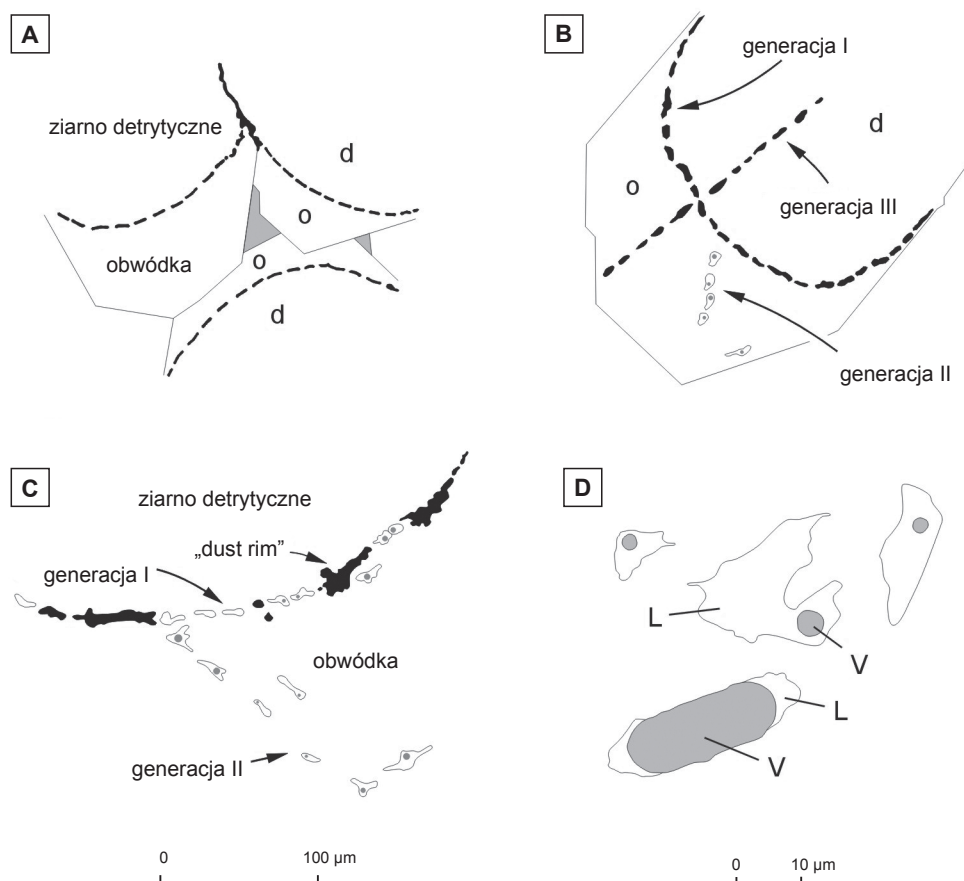 A
ziarno detrytyczne
d
o
obwódka
o
d
B
generacja I
d
o
generacja III
generacja II
C
ziarno detrytyczne
„dust rim”
generacja I
obwódka
generacja II
0 100 µm
D
L
V
L
V
0 10 µm